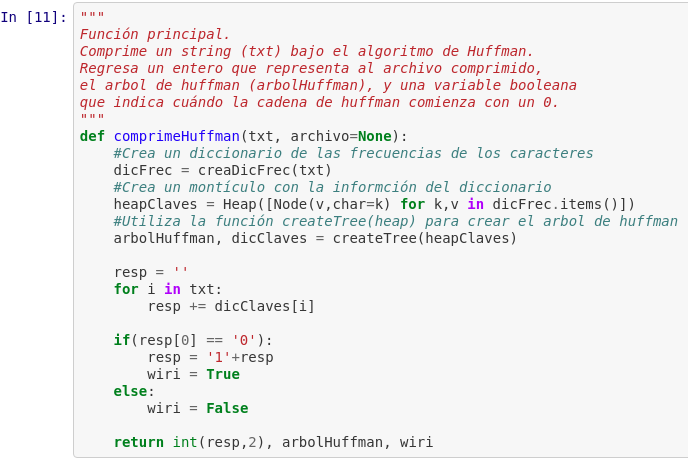 In [11]: """
Función principal.
Comprime un string (txt) bajo el algoritmo de Huffman.
Regresa un entero que representa al archivo comprimido,
el arbol de huffman (arbolHuffman), y una variable booleana
que indica cuándo la cadena de huffman comienza con un 0.
"""
def comprimeHuffman(txt, archivo=None):
    #Crea un diccionario de las frecuencias de los caracteres
    dicFrec = creaDicFrec(txt)
    #Crea un montículo con la informción del diccionario
    heapClaves = Heap([Node(v,char=k) for k,v in dicFrec.items()])
    #Utiliza la función createTree(heap) para crear el arbol de huffman
    arbolHuffman, dicClaves = createTree(heapClaves)

    resp = ''
    for i in txt:
        resp += dicClaves[i]

    if(resp[0] == '0'):
        resp = '1'+resp
        wiri = True
    else:
        wiri = False

    return int(resp,2), arbolHuffman, wiri